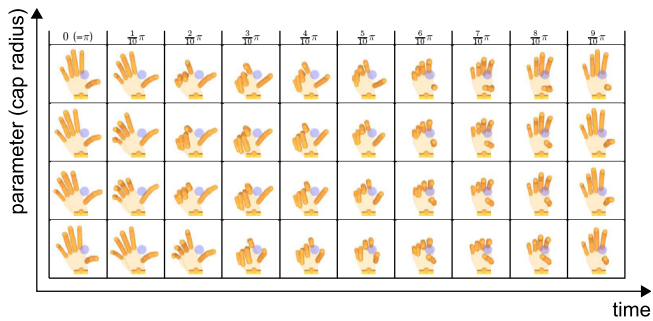 0 (=π) 1/10 π 2/10 π 3/10 π 4/10 π 5/10 π 6/10 π 7/10 π 8/10 π 9/10 π
parameter (cap radius)
time